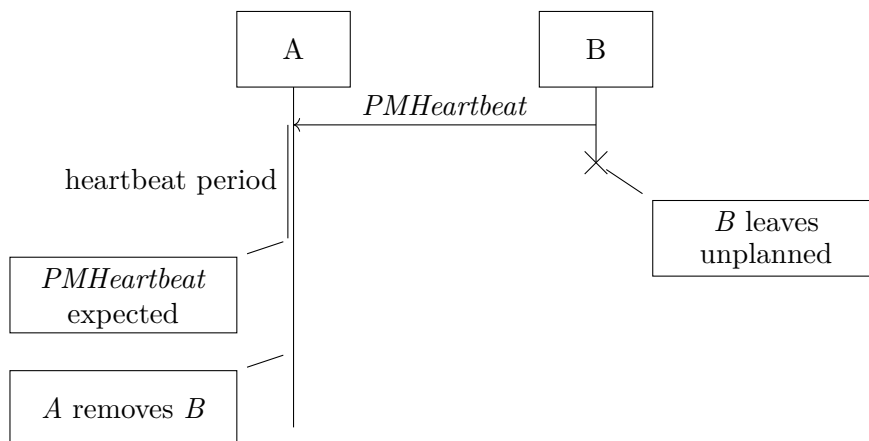 A
B
PMHeartbeat
heartbeat period
B leaves
unplanned
PMHeartbeat
expected
A removes B